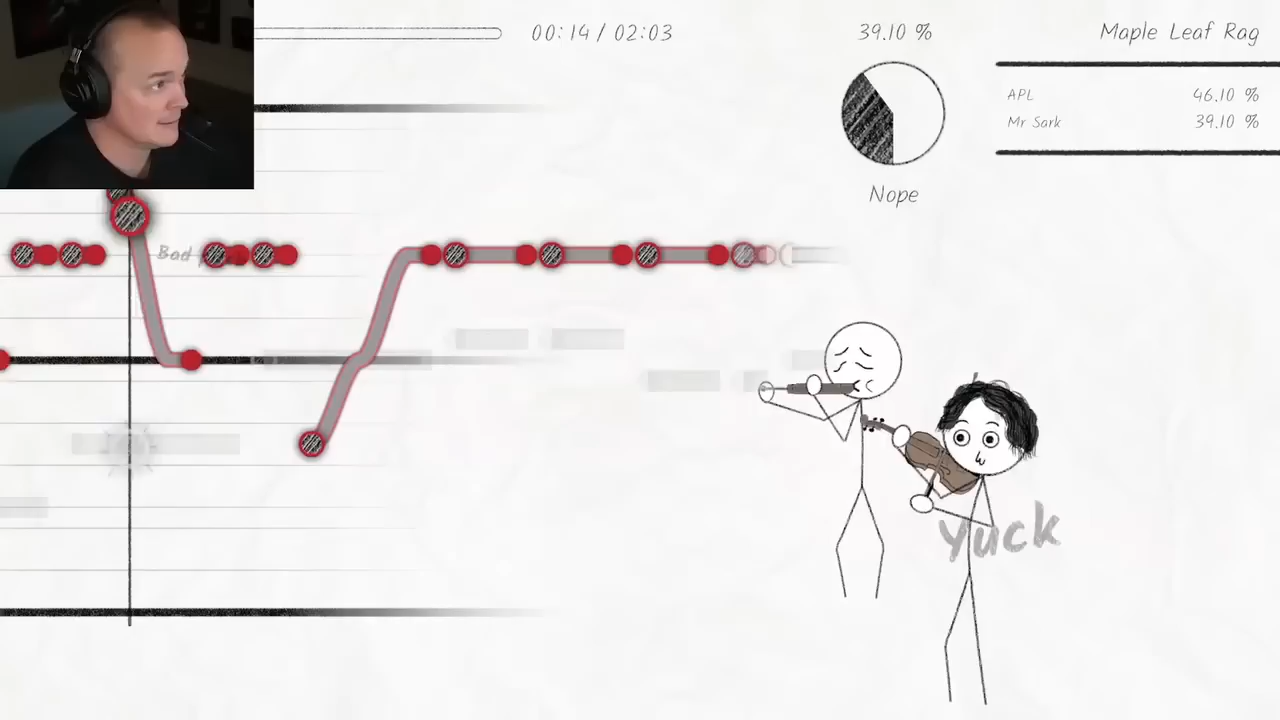 00:14 / 02:03
39.10 %
Maple Leaf Rag
APL 46.10 %
Mr Sark 39.10 %
Nope
Bad
Yuck